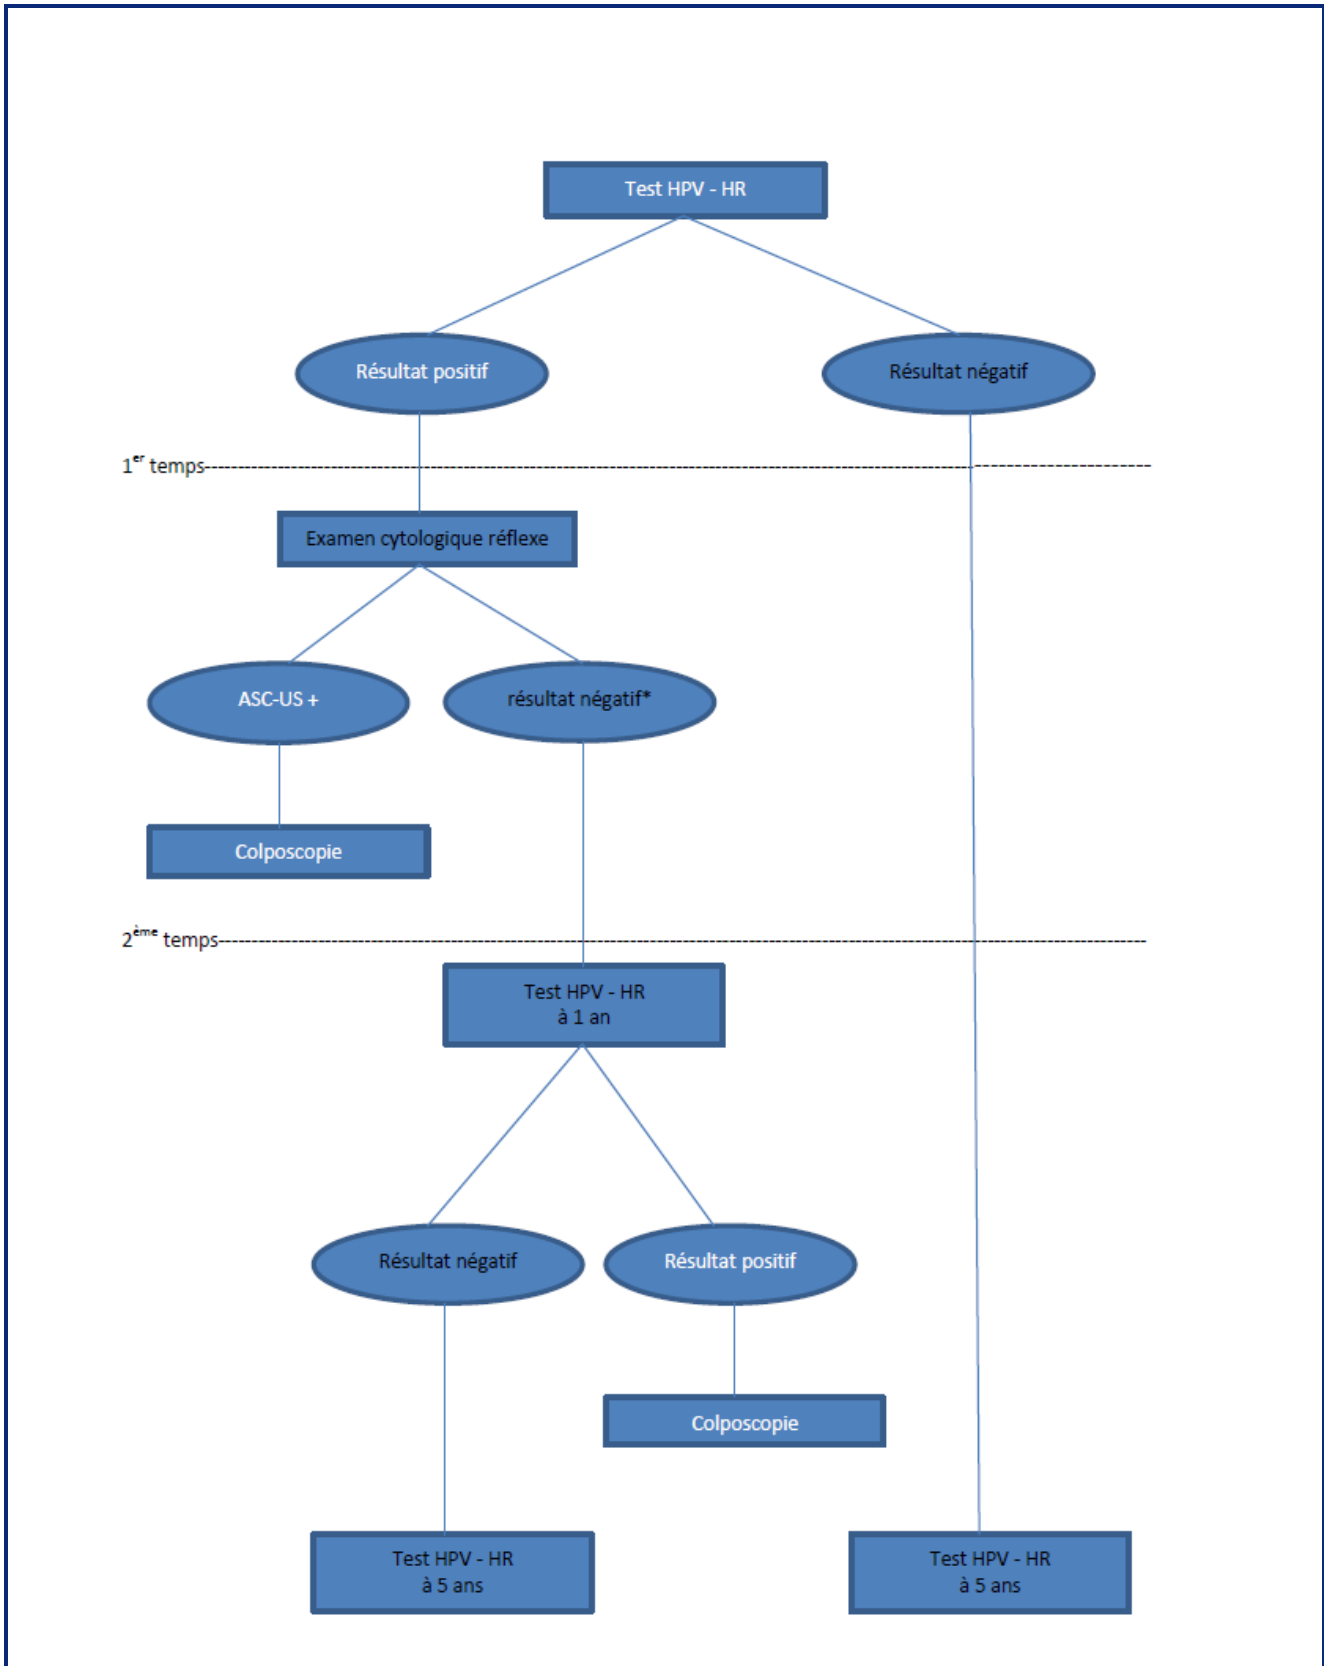 Test HPV - HR
Résultat positif
Résultat négatif
1er temps
Examen cytologique réflexe
ASC-US +
résultat négatif*
Colposcopie
2ème temps
Test HPV - HR
à 1 an
Résultat négatif
Résultat positif
Colposcopie
Test HPV - HR
à 5 ans
Test HPV - HR
à 5 ans